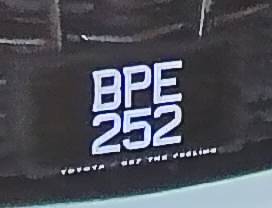 BPE
252
TOYOTA - GET THE FEELING